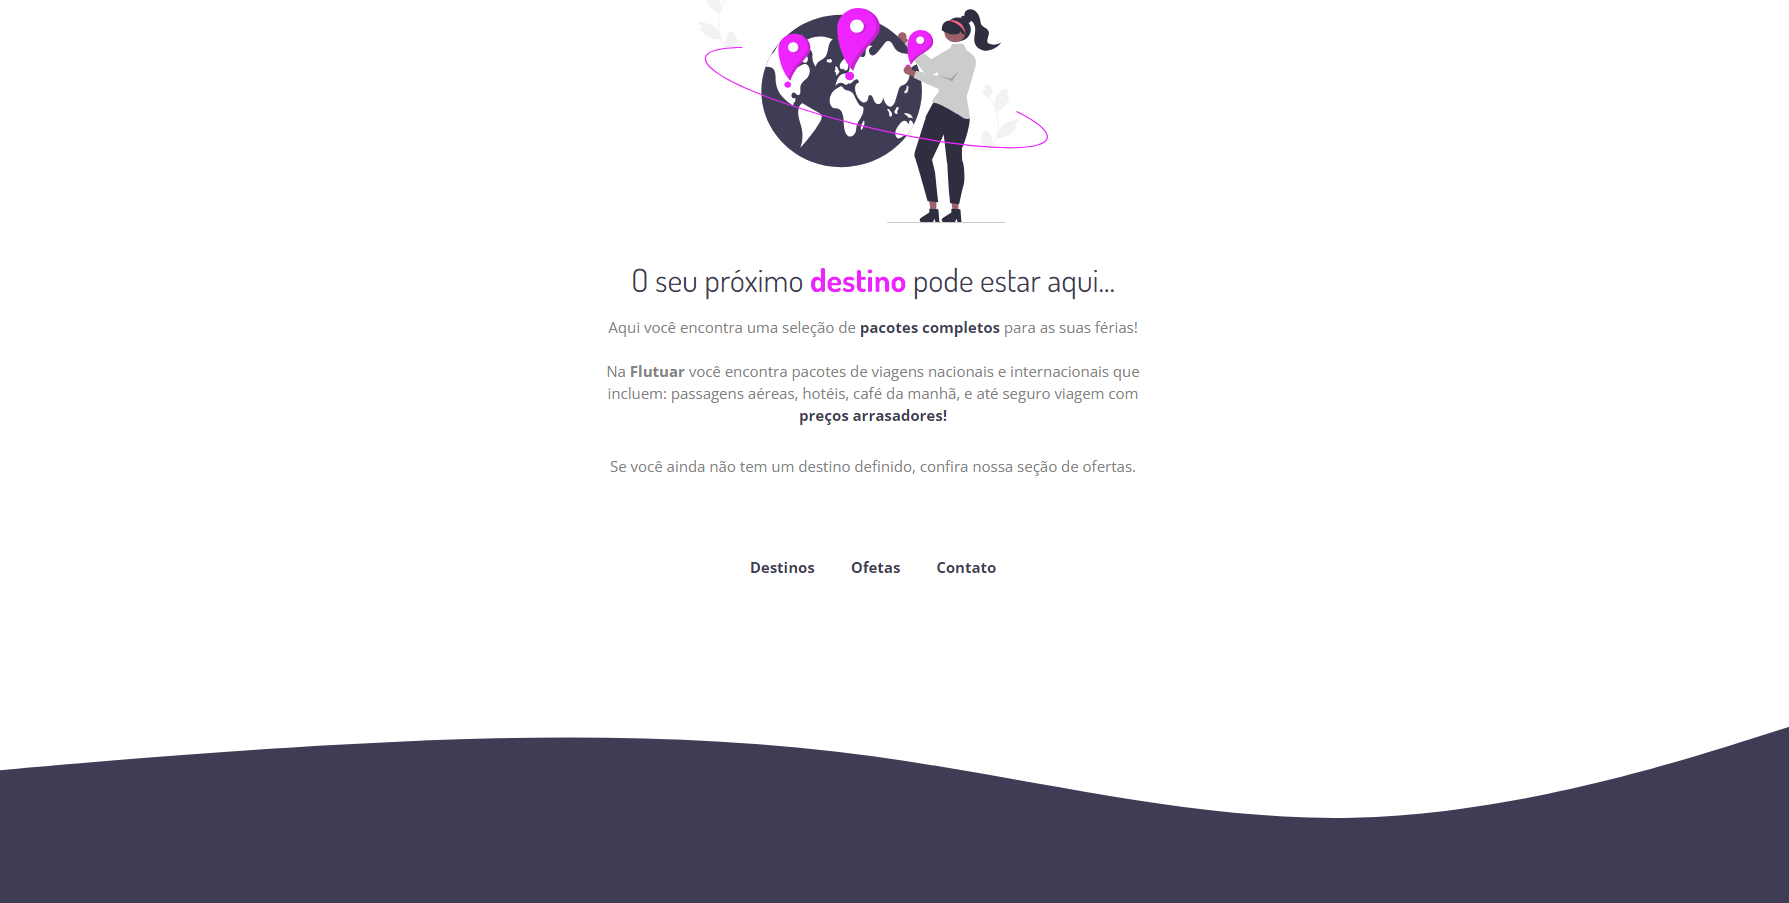 O seu próximo destino pode estar aqui...
Aqui você encontra uma seleção de pacotes completos para as suas férias!
Na Flutuar você encontra pacotes de viagens nacionais e internacionais que
incluem: passagens aéreas, hotéis, café da manhã, e até seguro viagem com
preços arrasadores!
Se você ainda não tem um destino definido, confira nossa seção de ofertas.
Destinos Ofetas Contato